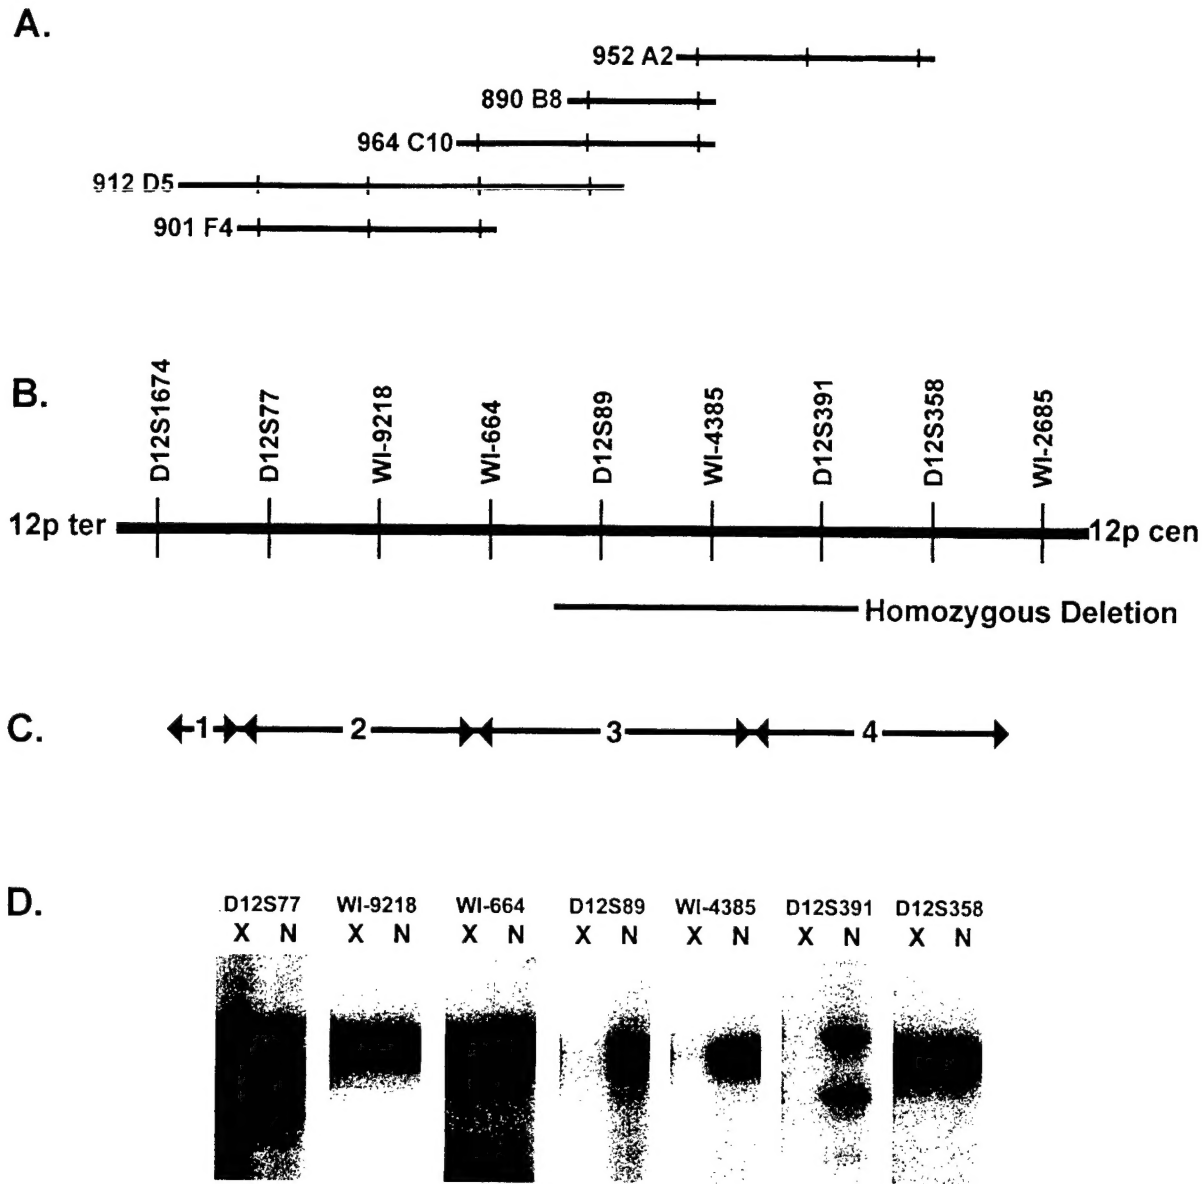 A.
952 A2
890 B8
964 C10
912 D5
901 F4
B.
D12S1674
D12S77
WI-9218
WI-664
D12S89
WI-4385
D12S391
D12S358
WI-2685
12p ter
12p cen
Homozygous Deletion
C.
1 2 3 4
D.
D12S77 WI-9218 WI-664 D12S89 WI-4385 D12S391 D12S358
X N X N X N X N X N X N X N